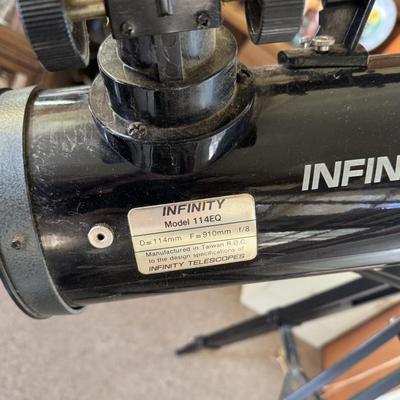 INFINITY
Model 114EQ
D=114mm F=910mm f/8
Manufactured in Taiwan R.O.C.
to the design specifications of
INFINITY TELESCOPES
INFIN